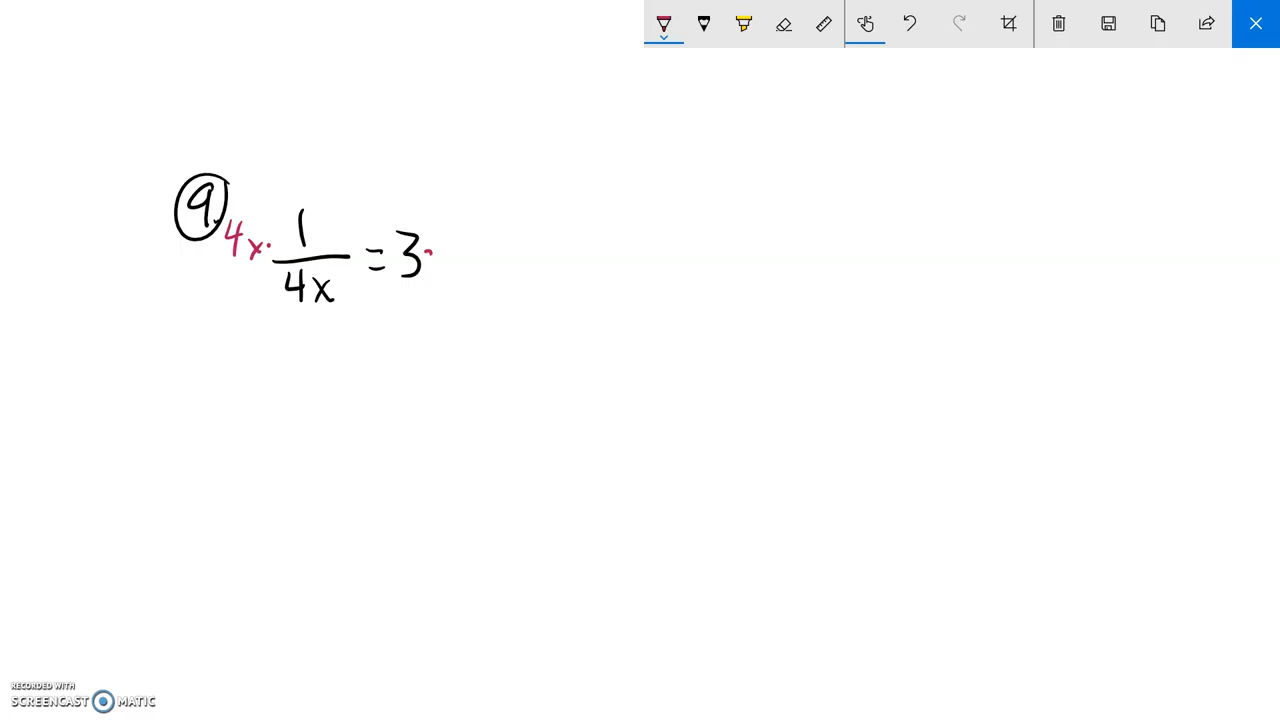 9
4x · 1/4x = 3 ·
RECORDED WITH
SCREENCAST MATIC